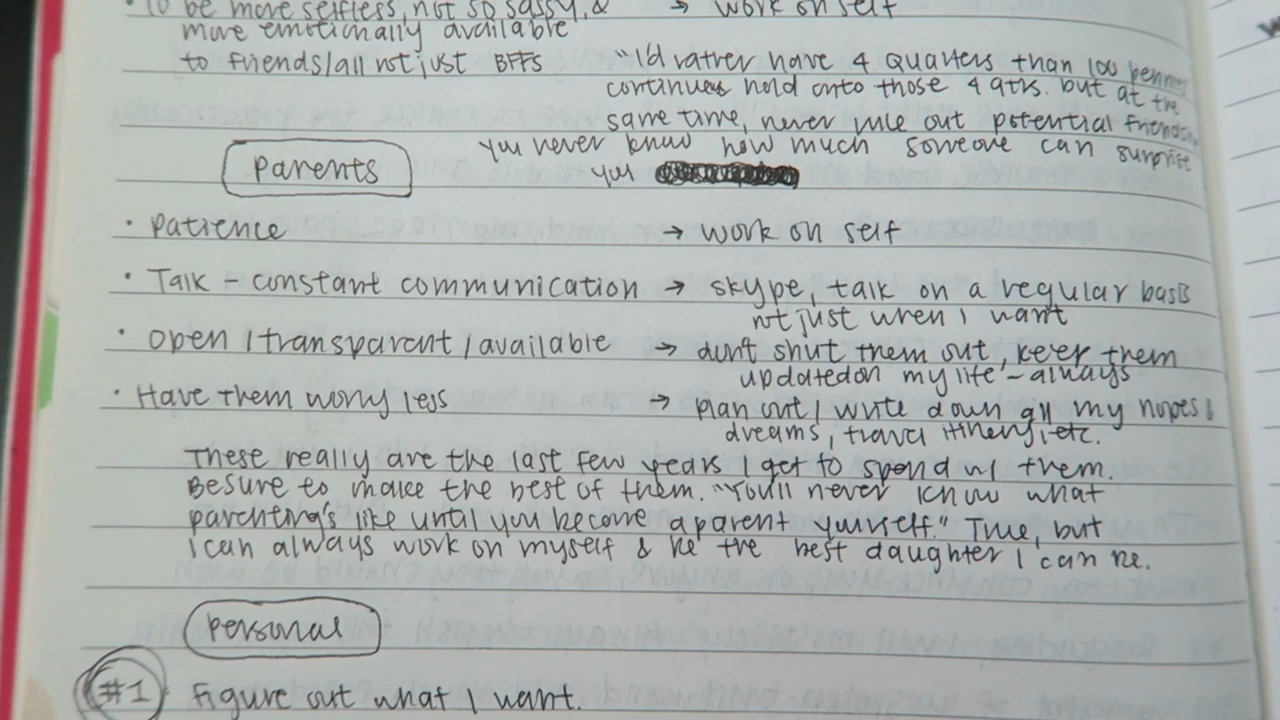 • To be more selfless, not so sassy, & → work on self
more emotionally available
to friends/all not just BFFs
"I'd rather have 4 quarters than 100 pennies
continues hold onto those 4 qtrs. but at the
same time, never rule out potential friends,
you never know how much someone can surprise
you
Parents
• patience → work on self
• Talk - constant communication → skype, talk on a regular basis
not just when I want
• open / transparent / available → don't shut them out, keep them
updated on my life - always
• Have them worry less → plan out / write down all my hopes &
dreams, travel itinery, etc.
These really are the last few years I get to spend w/ them.
Be sure to make the best of them. "You'll never know what
parenting's like until you become a parent yourself." True, but
I can always work on myself & be the best daughter I can be.
Personal
#1 Figure out what I want.